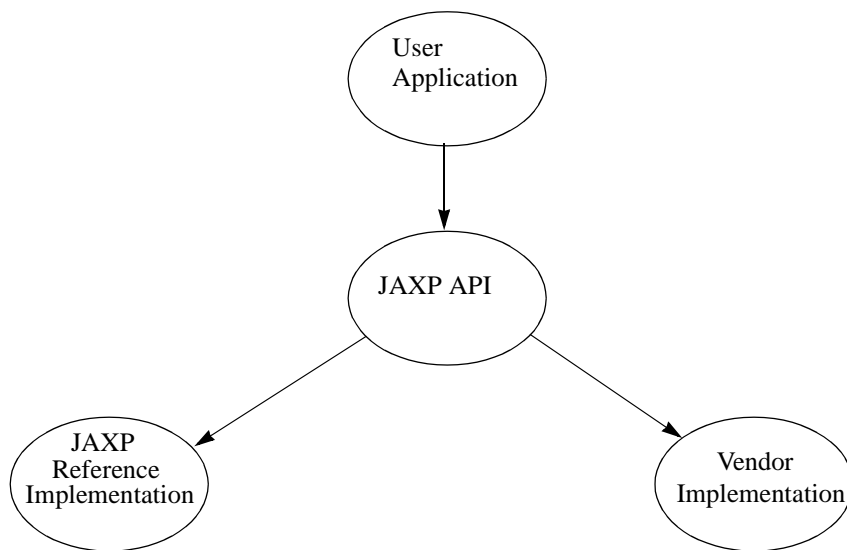 User
Application
JAXP API
JAXP
Reference
Implementation
Vendor
Implementation